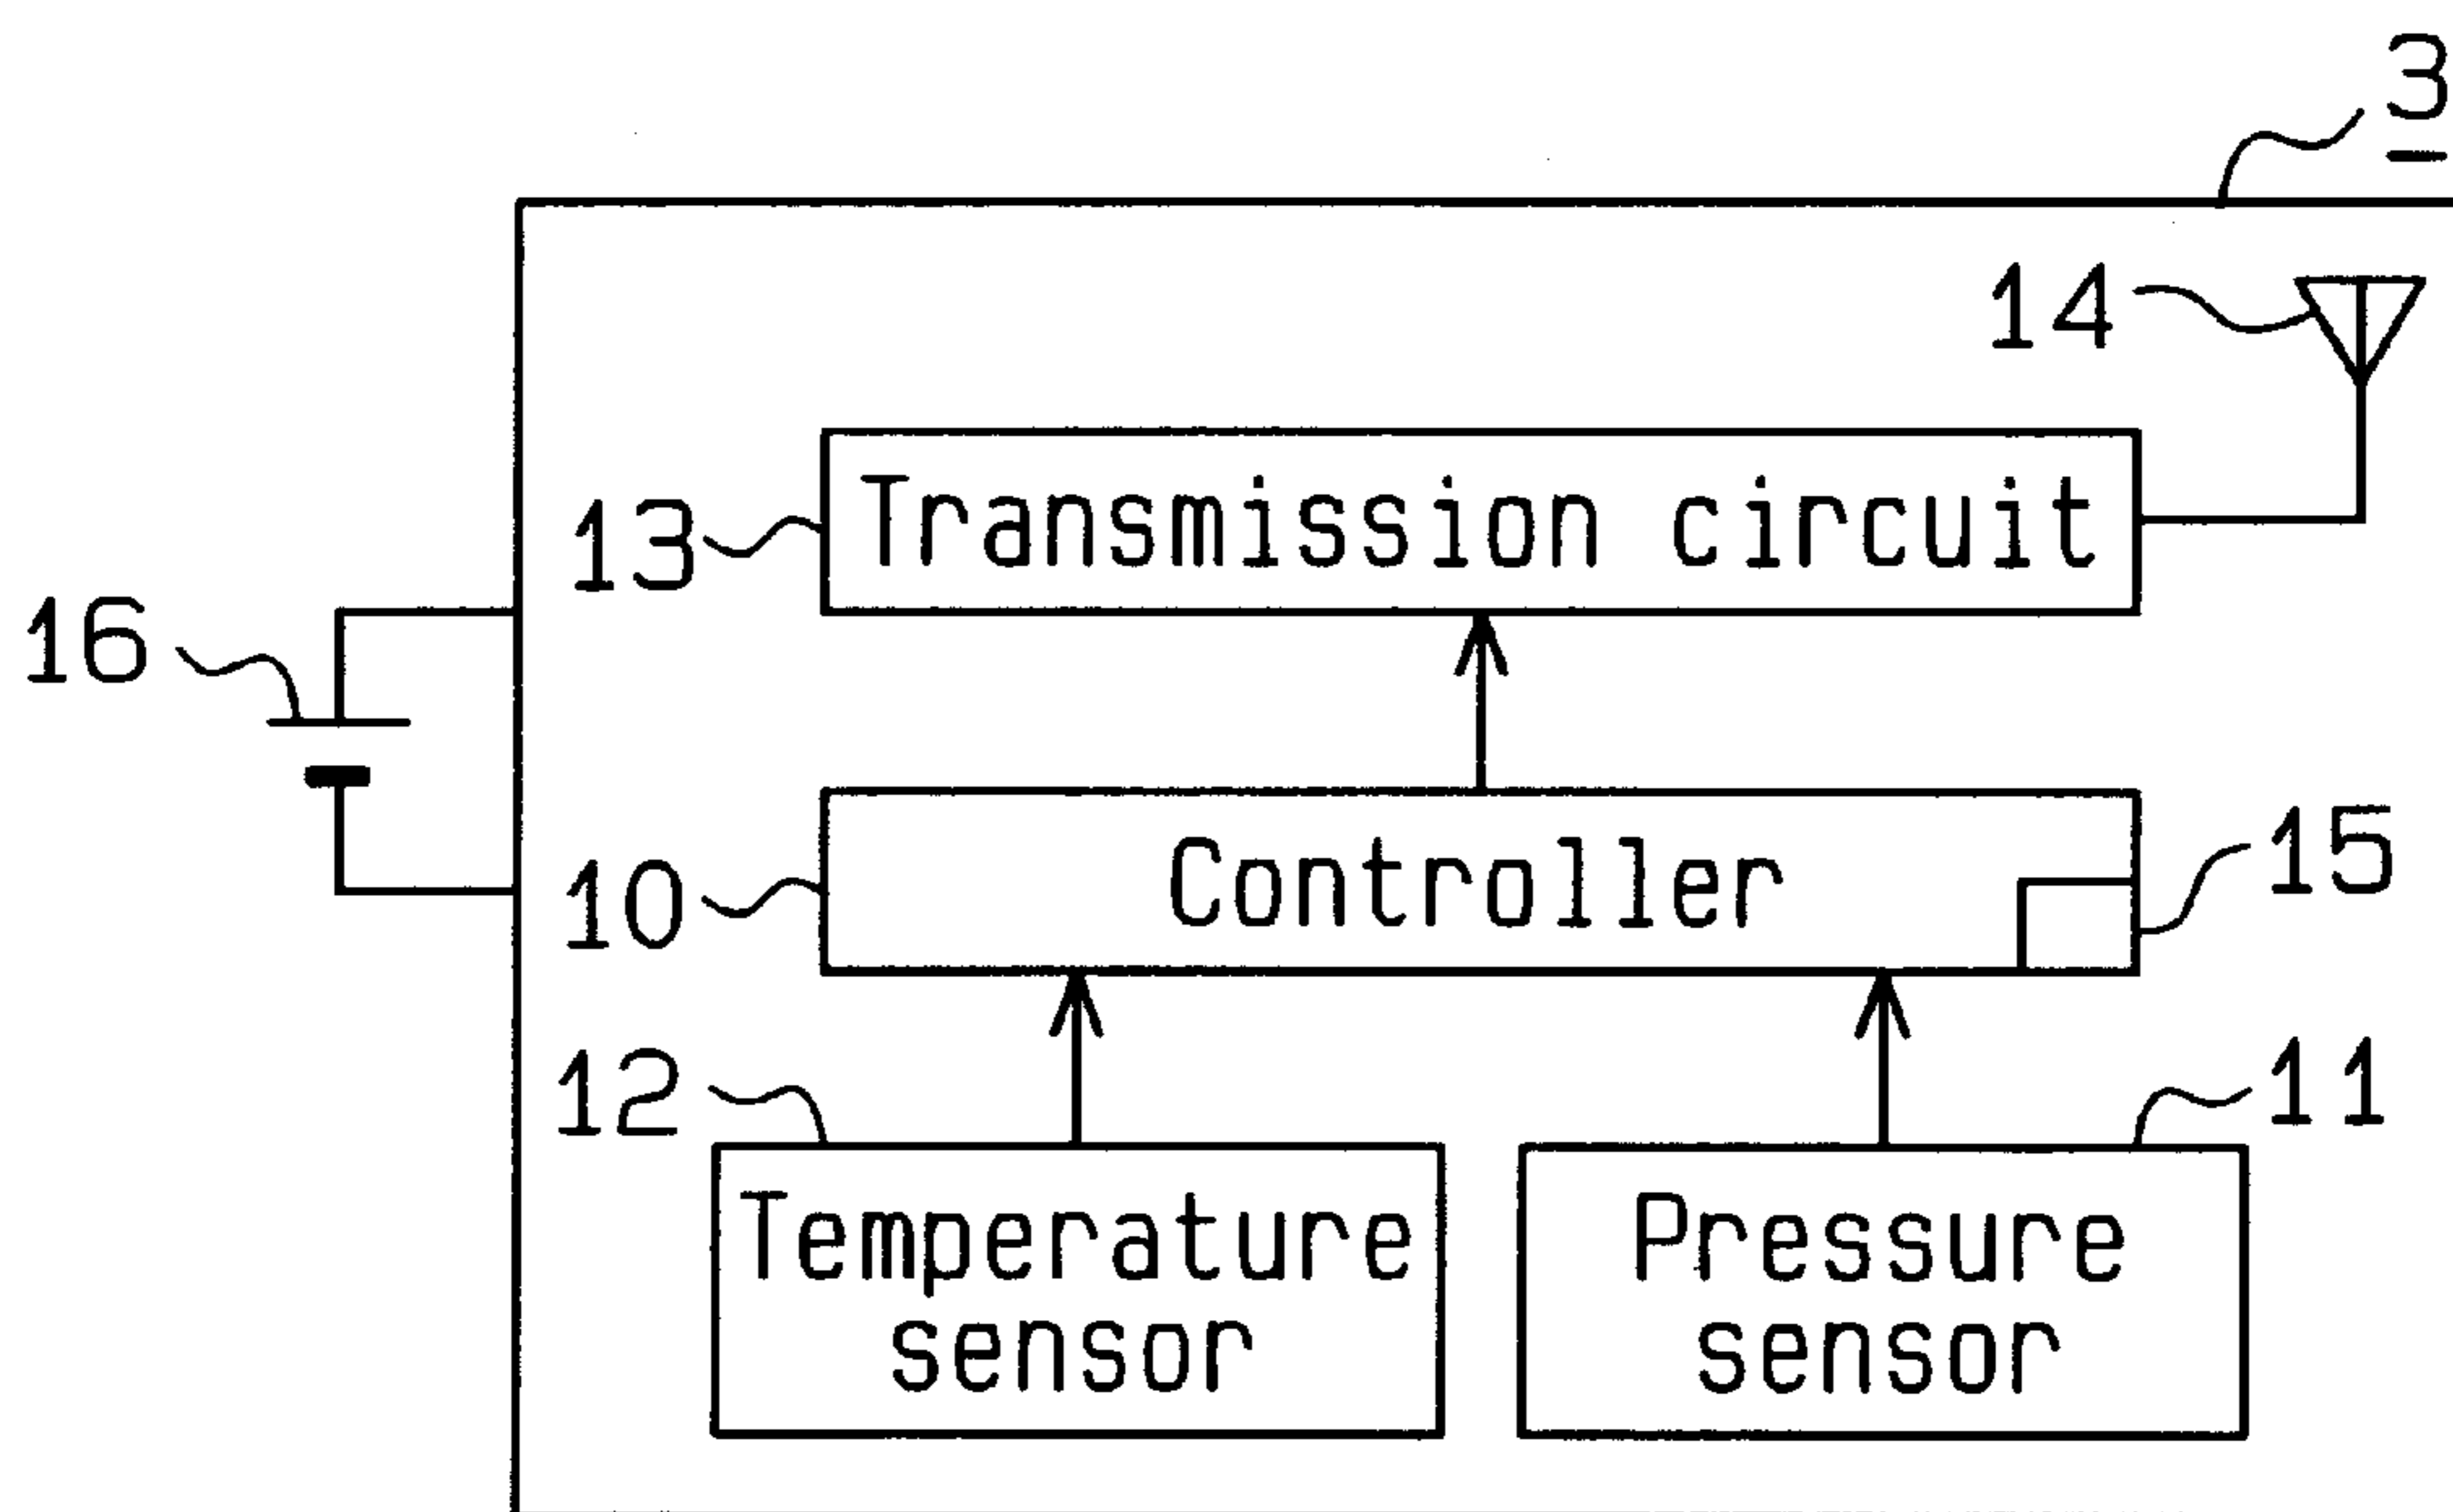 3
14
13
Transmission circuit
16
15
10
Controller
12
11
Temperature
sensor
Pressure
sensor